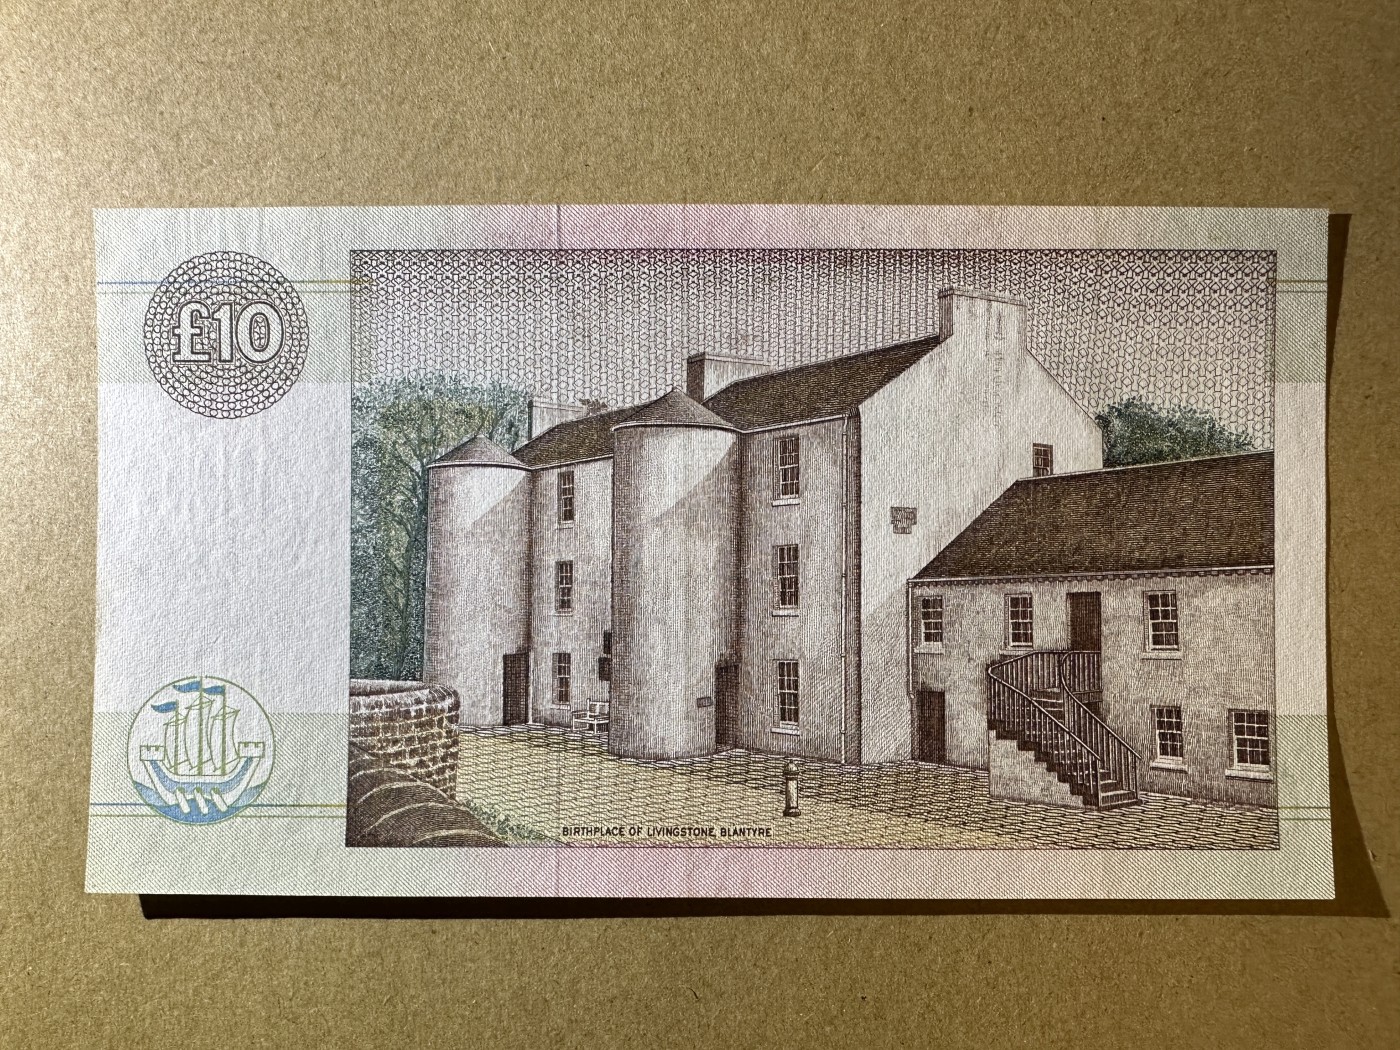 £10
BIRTHPLACE OF LIVINGSTONE, BLANTYRE